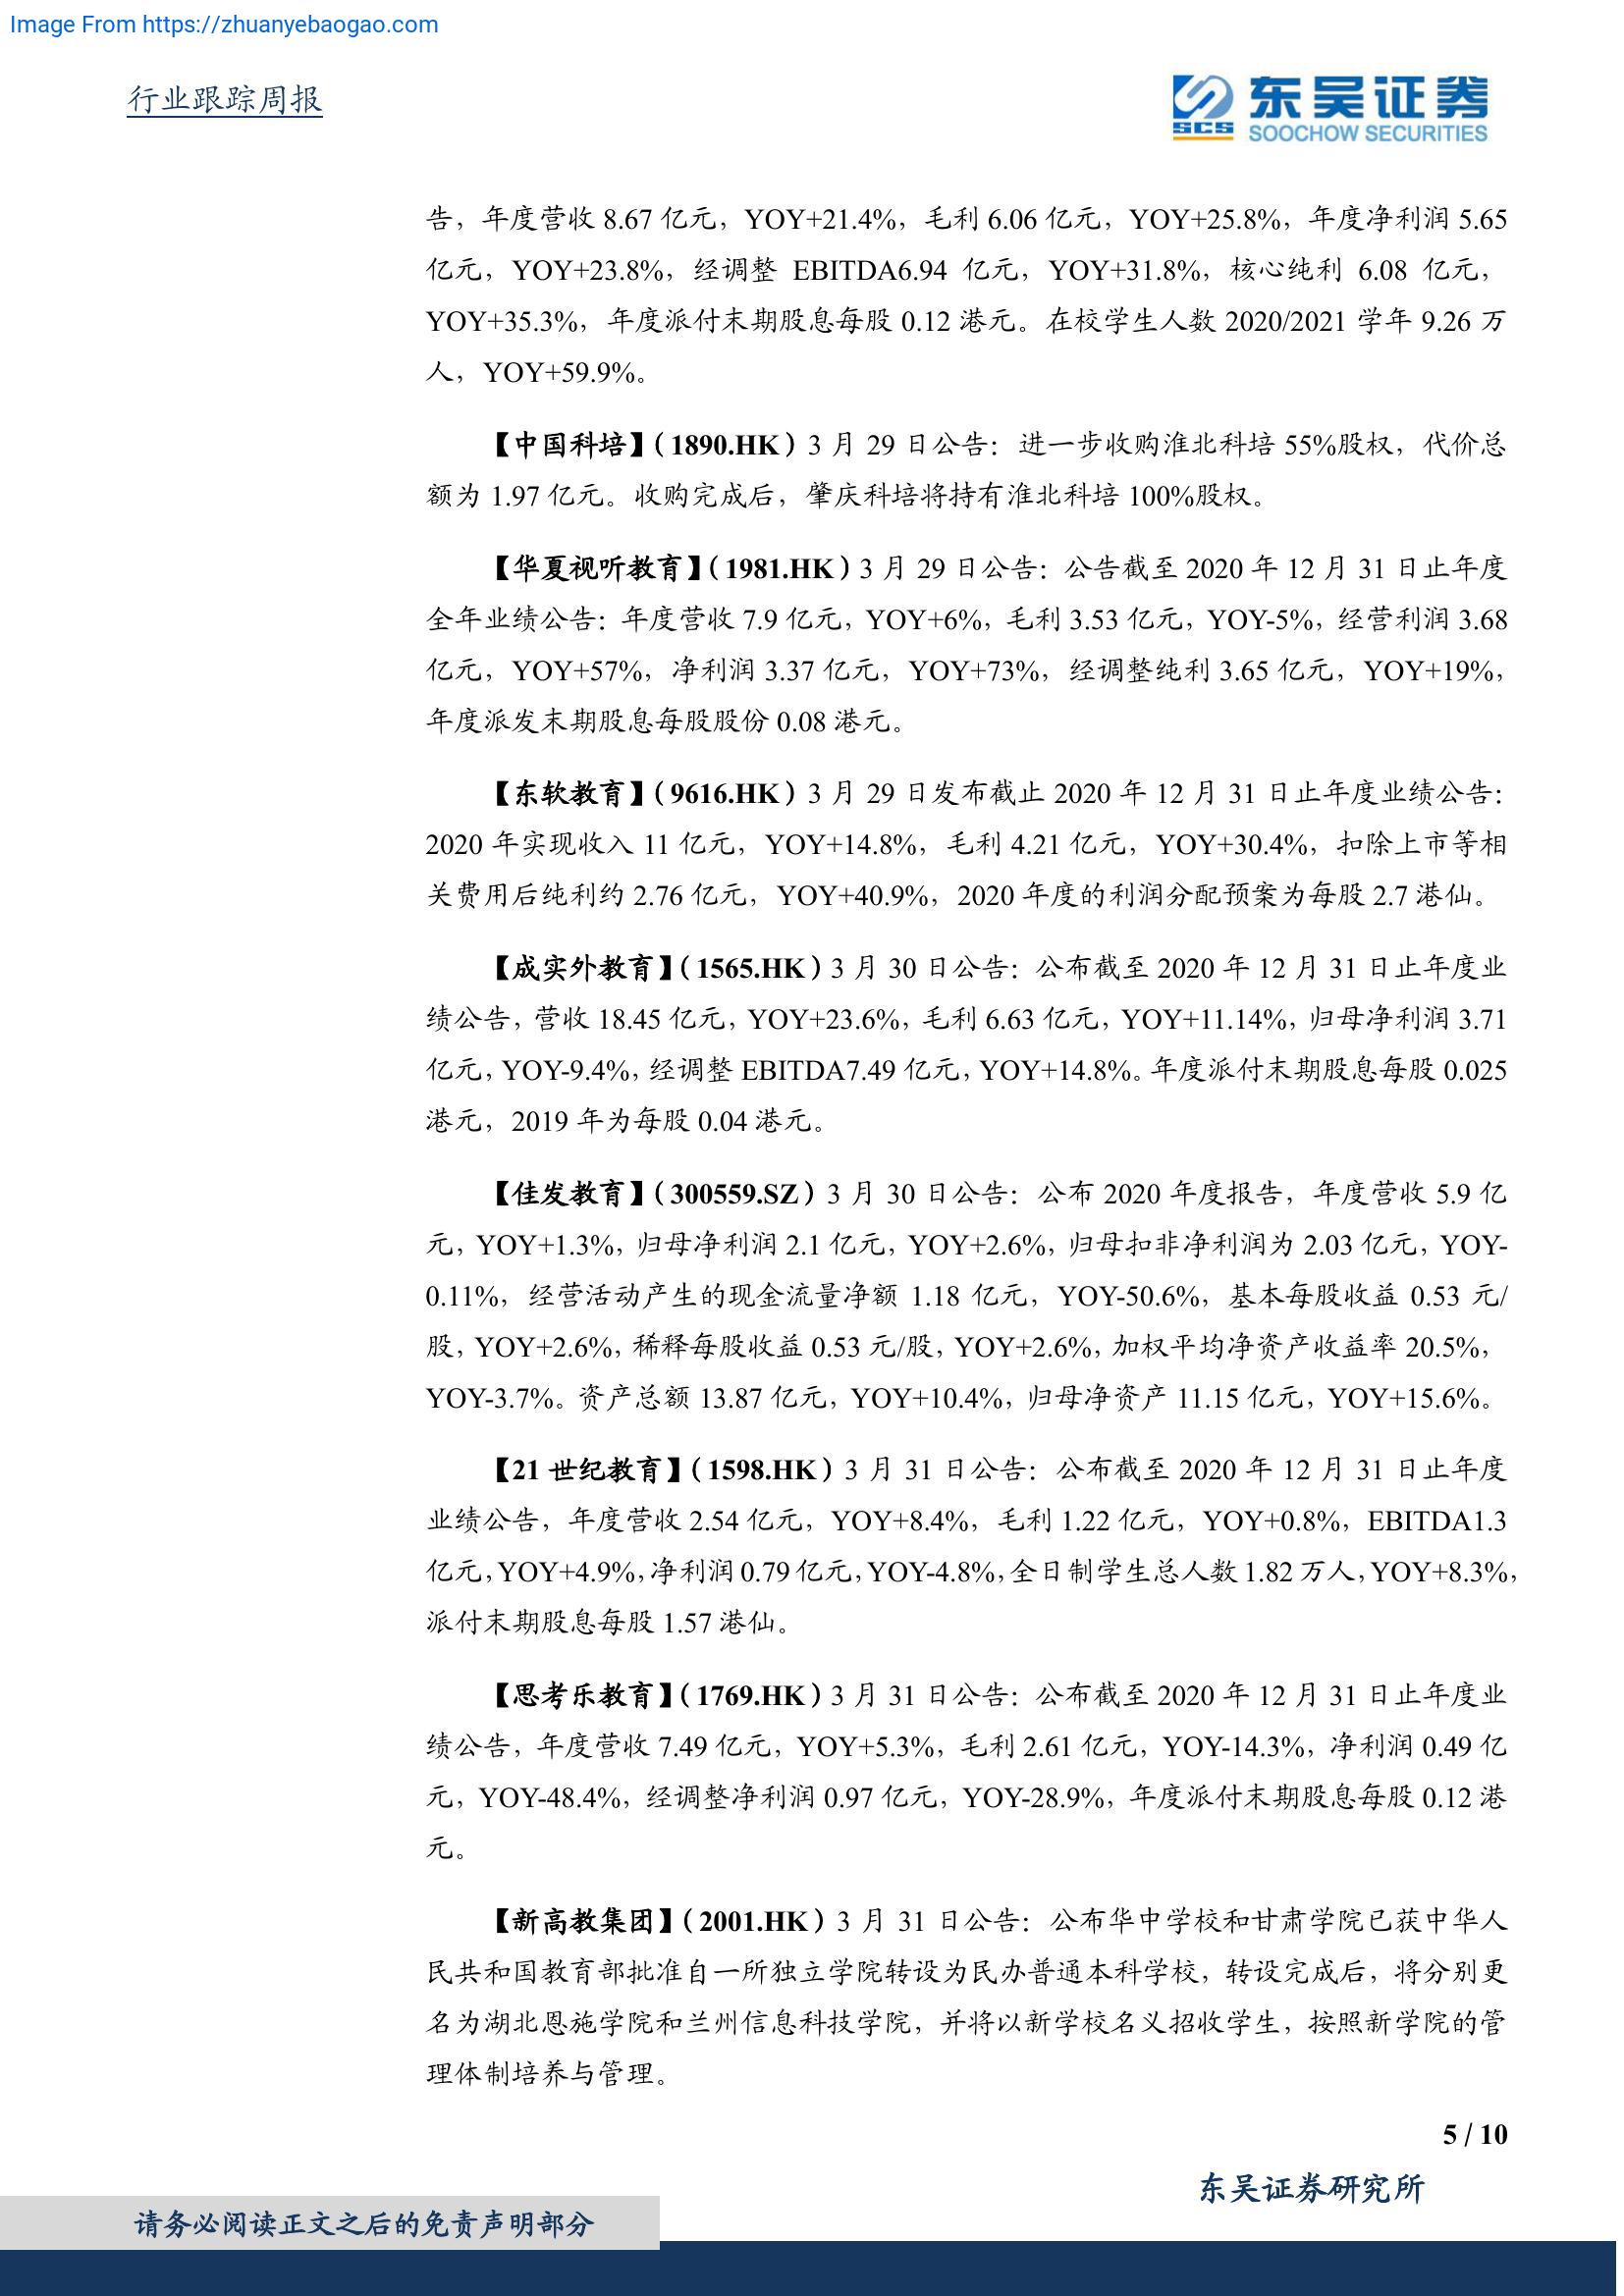 Image From https://zhuanyebaogao.com
行业跟踪周报
SCS 东吴证券
SOOCHOW SECURITIES
告，年度营收 8.67 亿元，YOY+21.4%，毛利 6.06 亿元，YOY+25.8%，年度净利润 5.65
亿元，YOY+23.8%，经调整 EBITDA6.94 亿元，YOY+31.8%，核心纯利 6.08 亿元，
YOY+35.3%，年度派付末期股息每股 0.12 港元。在校学生人数 2020/2021 学年 9.26 万
人，YOY+59.9%。
【中国科培】（1890.HK）3 月 29 日公告：进一步收购淮北科培 55%股权，代价总
额为 1.97 亿元。收购完成后，肇庆科培将持有淮北科培 100%股权。
【华夏视听教育】（1981.HK）3 月 29 日公告：公告截至 2020 年 12 月 31 日止年度
全年业绩公告：年度营收 7.9 亿元，YOY+6%，毛利 3.53 亿元，YOY-5%，经营利润 3.68
亿元，YOY+57%，净利润 3.37 亿元，YOY+73%，经调整纯利 3.65 亿元，YOY+19%，
年度派发末期股息每股股份 0.08 港元。
【东软教育】（9616.HK）3 月 29 日发布截止 2020 年 12 月 31 日止年度业绩公告：
2020 年实现收入 11 亿元，YOY+14.8%，毛利 4.21 亿元，YOY+30.4%，扣除上市等相
关费用后纯利约 2.76 亿元，YOY+40.9%，2020 年度的利润分配预案为每股 2.7 港仙。
【成实外教育】（1565.HK）3 月 30 日公告：公布截至 2020 年 12 月 31 日止年度业
绩公告，营收 18.45 亿元，YOY+23.6%，毛利 6.63 亿元，YOY+11.14%，归母净利润 3.71
亿元，YOY-9.4%，经调整 EBITDA7.49 亿元，YOY+14.8%。年度派付末期股息每股 0.025
港元，2019 年为每股 0.04 港元。
【佳发教育】（300559.SZ）3 月 30 日公告：公布 2020 年度报告，年度营收 5.9 亿
元，YOY+1.3%，归母净利润 2.1 亿元，YOY+2.6%，归母扣非净利润为 2.03 亿元，YOY-
0.11%，经营活动产生的现金流量净额 1.18 亿元，YOY-50.6%，基本每股收益 0.53 元/
股，YOY+2.6%，稀释每股收益 0.53 元/股，YOY+2.6%，加权平均净资产收益率 20.5%，
YOY-3.7%。资产总额 13.87 亿元，YOY+10.4%，归母净资产 11.15 亿元，YOY+15.6%。
【21 世纪教育】（1598.HK）3 月 31 日公告：公布截至 2020 年 12 月 31 日止年度
业绩公告，年度营收 2.54 亿元，YOY+8.4%，毛利 1.22 亿元，YOY+0.8%，EBITDA1.3
亿元，YOY+4.9%，净利润 0.79 亿元，YOY-4.8%，全日制学生总人数 1.82 万人，YOY+8.3%，
派付末期股息每股 1.57 港仙。
【思考乐教育】（1769.HK）3 月 31 日公告：公布截至 2020 年 12 月 31 日止年度业
绩公告，年度营收 7.49 亿元，YOY+5.3%，毛利 2.61 亿元，YOY-14.3%，净利润 0.49 亿
元，YOY-48.4%，经调整净利润 0.97 亿元，YOY-28.9%，年度派付末期股息每股 0.12 港
元。
【新高教集团】（2001.HK）3 月 31 日公告：公布华中学校和甘肃学院已获中华人
民共和国教育部批准自一所独立学院转设为民办普通本科学校，转设完成后，将分别更
名为湖北恩施学院和兰州信息科技学院，并将以新学校名义招收学生，按照新学院的管
理体制培养与管理。
5 / 10
东吴证券研究所
请务必阅读正文之后的免责声明部分